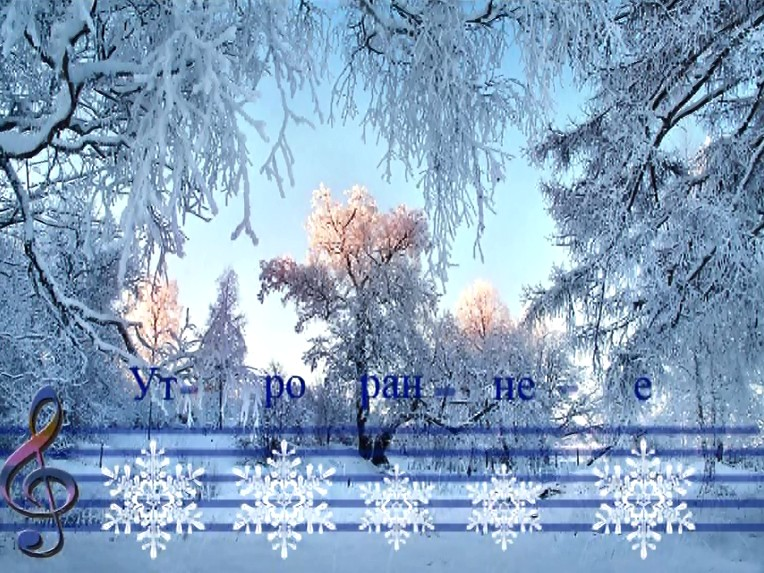 Ут- ро ран - не - е